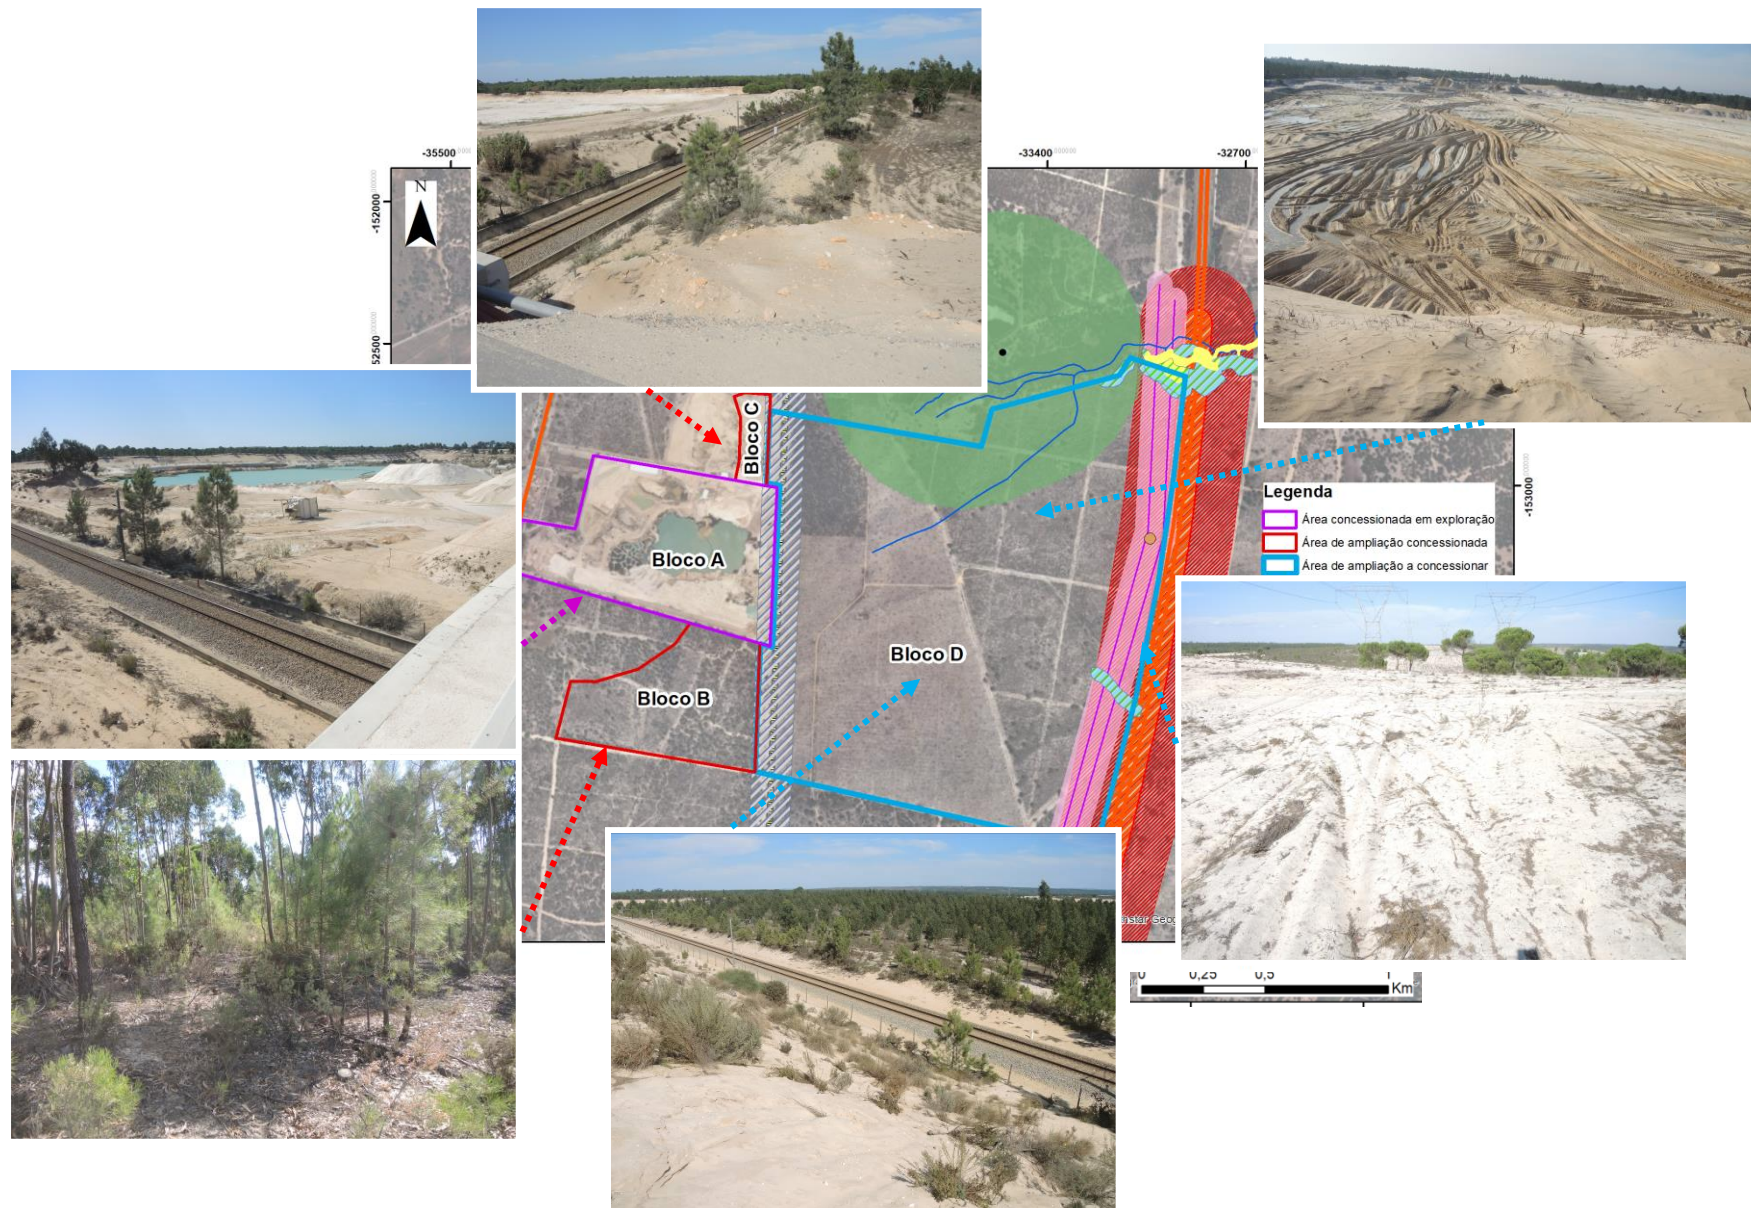 -35500
-33400
-32700
N
-152000
52500
Bloco C
Legenda
Área concessionada em exploração
Área de ampliação concessionada
Área de ampliação a concessionar
-153000
Bloco A
Bloco D
Bloco B
0 0,25 0,5 1
Km